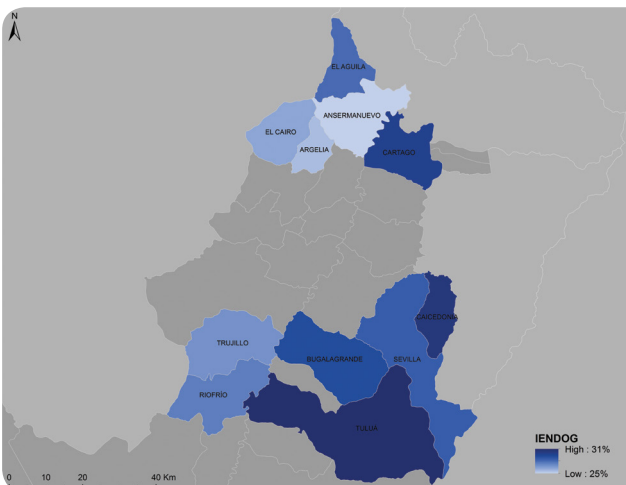 N
EL AGUILA
ANSERMANUEVO
EL CAIRO
ARGELIA
CARTAGO
CAICEDONIA
TRUJILLO
BUGALAGRANDE
SEVILLA
RIOFRÍO
TULUA
IENDOG
High : 31%
Low : 25%
0 10 20 40 Km